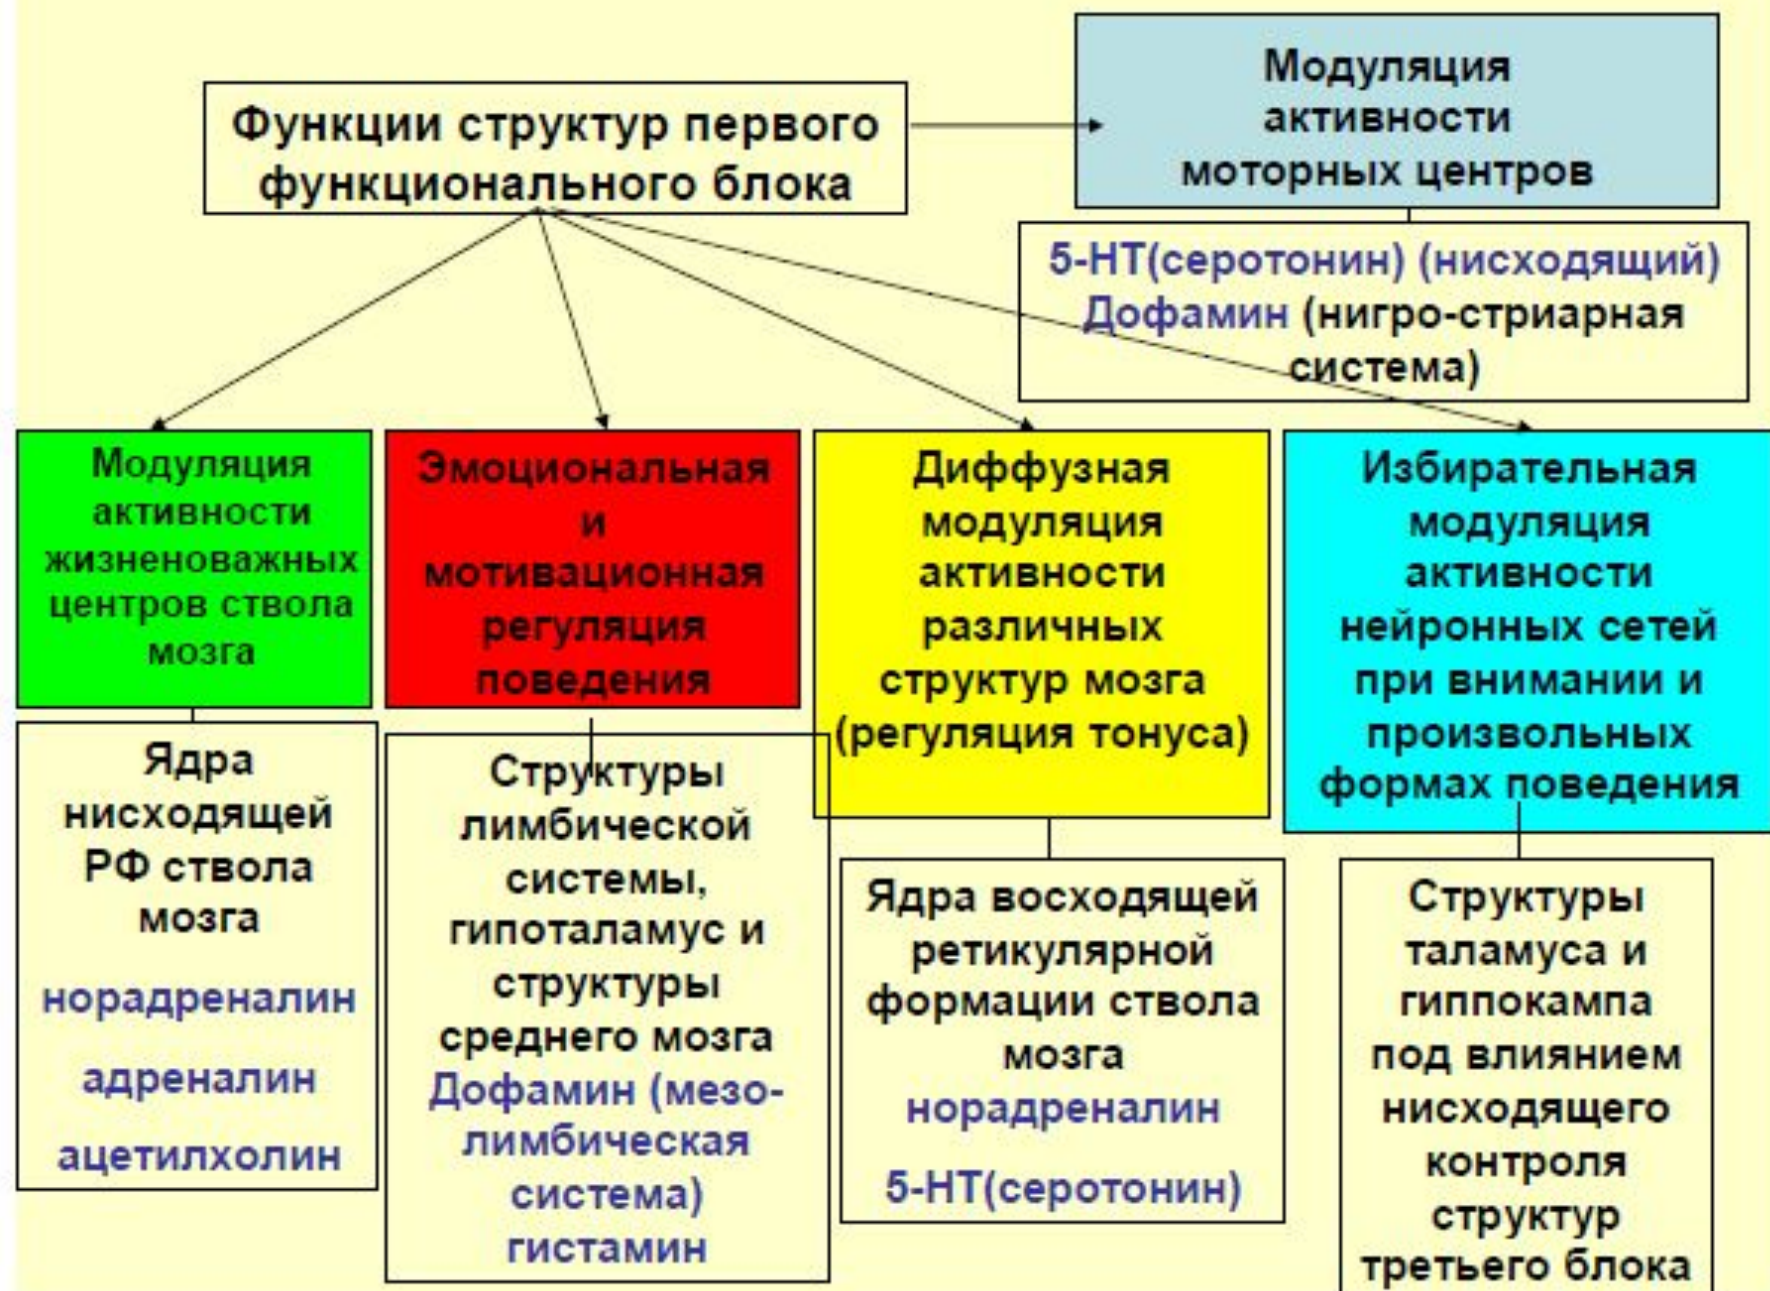 Функции структур первого
функционального блока
Модуляция
активности
моторных центров
5-НТ(серотонин) (нисходящий)
Дофамин (нигро-стриарная
система)
Модуляция
активности
жизненоважных
центров ствола
мозга
Ядра
нисходящей
РФ ствола
мозга
норадреналин
адреналин
ацетилхолин
Эмоциональная
и
мотивационная
регуляция
поведения
Структуры
лимбической
системы,
гипоталамус и
структуры
среднего мозга
Дофамин (мезо-
лимбическая
система)
гистамин
Диффузная
модуляция
активности
различных
структур мозга
(регуляция тонуса)
Ядра восходящей
ретикулярной
формации ствола
мозга
норадреналин
5-НТ(серотонин)
Избирательная
модуляция
активности
нейронных сетей
при внимании и
произвольных
формах поведения
Структуры
таламуса и
гиппокампа
под влиянием
нисходящего
контроля
структур
третьего блока